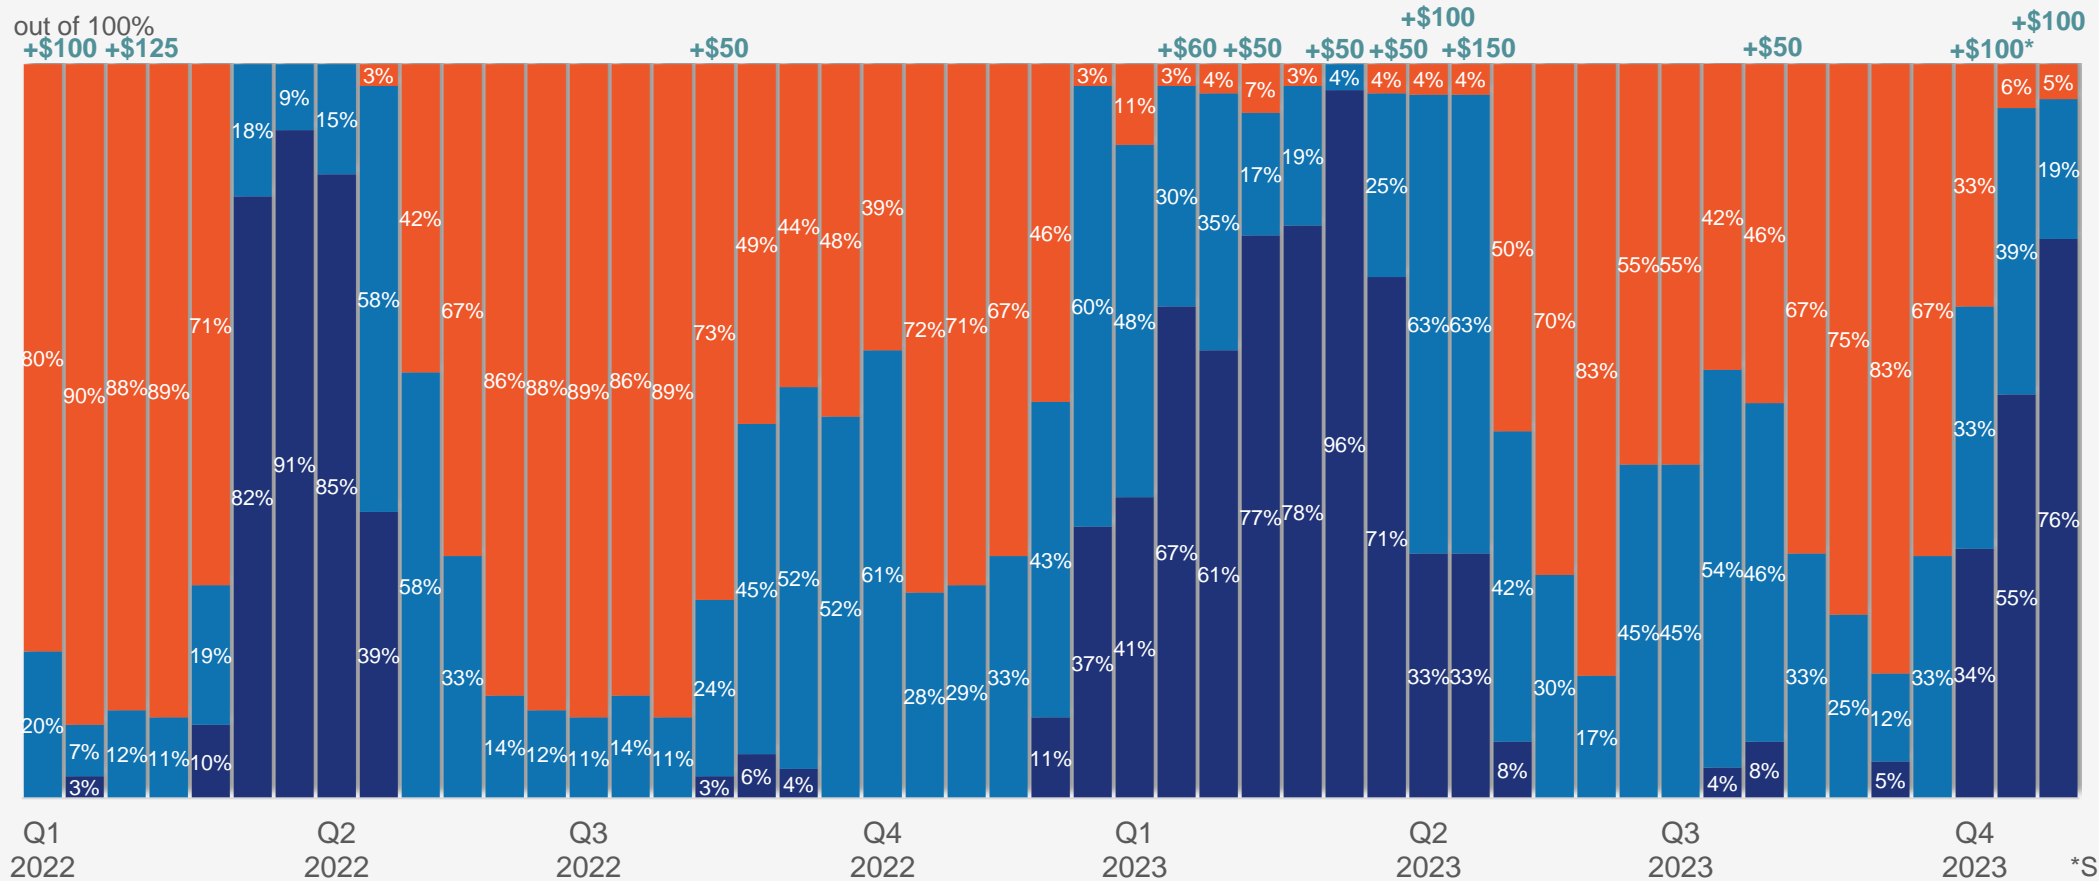 out of 100%
+$100 +$125 +$50 +$60 +$50 +$50 +$50 +$100 +$150 +$50 +$100* +$100
80% 20%
90% 7% 3%
88% 12%
89% 11%
71% 19% 10%
18% 82%
9% 91%
15% 85%
3% 58% 39%
42% 58%
67% 33%
86% 14%
88% 12%
89% 11%
86% 14%
89% 11%
73% 24% 3%
49% 45% 6%
44% 52% 4%
48% 52%
39% 61%
72% 28%
71% 29%
67% 33%
46% 43% 11%
3% 60% 37%
11% 48% 41%
3% 30% 67%
4% 35% 61%
7% 17% 77%
3% 19% 78%
4% 96%
4% 25% 71%
4% 63% 33%
4% 63% 33%
50% 42% 8%
70% 30%
83% 17%
55% 45%
55% 45%
42% 54% 4%
46% 46% 8%
67% 33%
75% 25%
83% 12% 5%
67% 33%
33% 33% 34%
6% 39% 55%
5% 19% 76%
Q1 Q2 Q3 Q4 Q1 Q2 Q3 Q4
2022 2022 2022 2022 2023 2023 2023 2023 *S